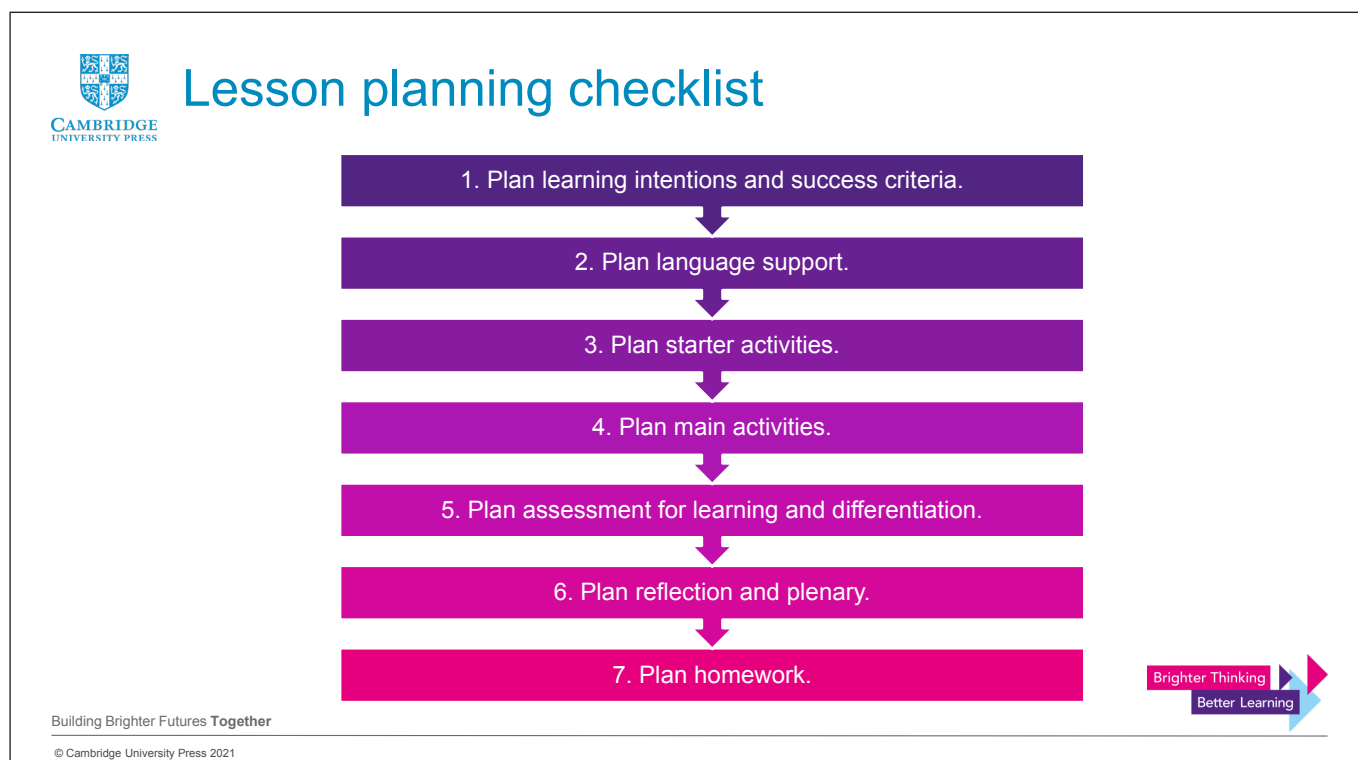 Lesson planning checklist
CAMBRIDGE
UNIVERSITY PRESS
1. Plan learning intentions and success criteria.
2. Plan language support.
3. Plan starter activities.
4. Plan main activities.
5. Plan assessment for learning and differentiation.
6. Plan reflection and plenary.
7. Plan homework.
Brighter Thinking
Better Learning
Building Brighter Futures Together
© Cambridge University Press 2021